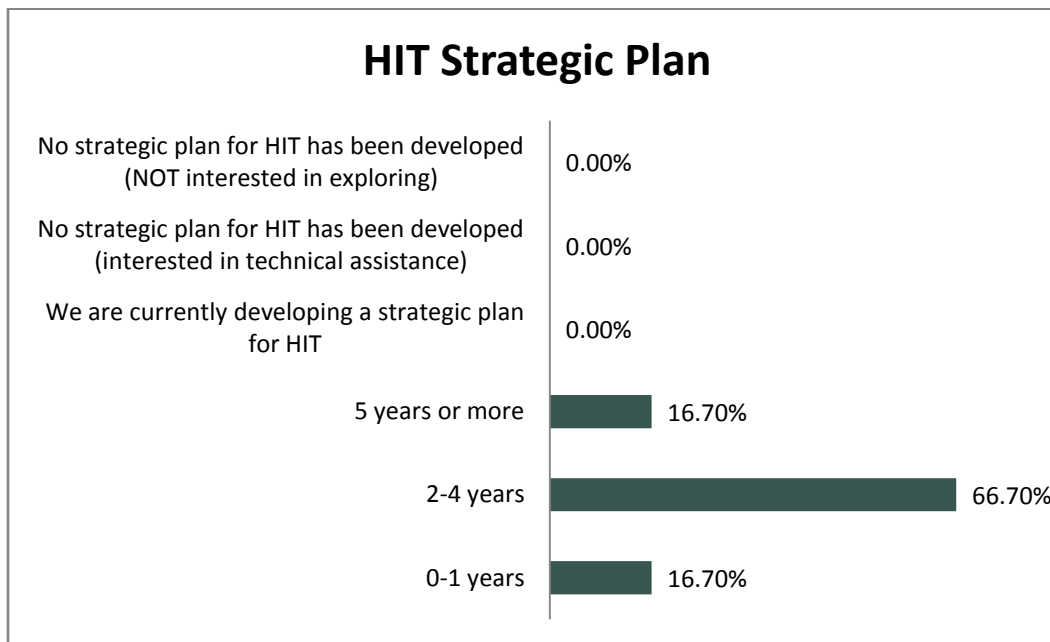 HIT Strategic Plan
No strategic plan for HIT has been developed
(NOT interested in exploring)
0.00%
No strategic plan for HIT has been developed
(interested in technical assistance)
0.00%
We are currently developing a strategic plan
for HIT
0.00%
5 years or more
16.70%
2-4 years
66.70%
0-1 years
16.70%